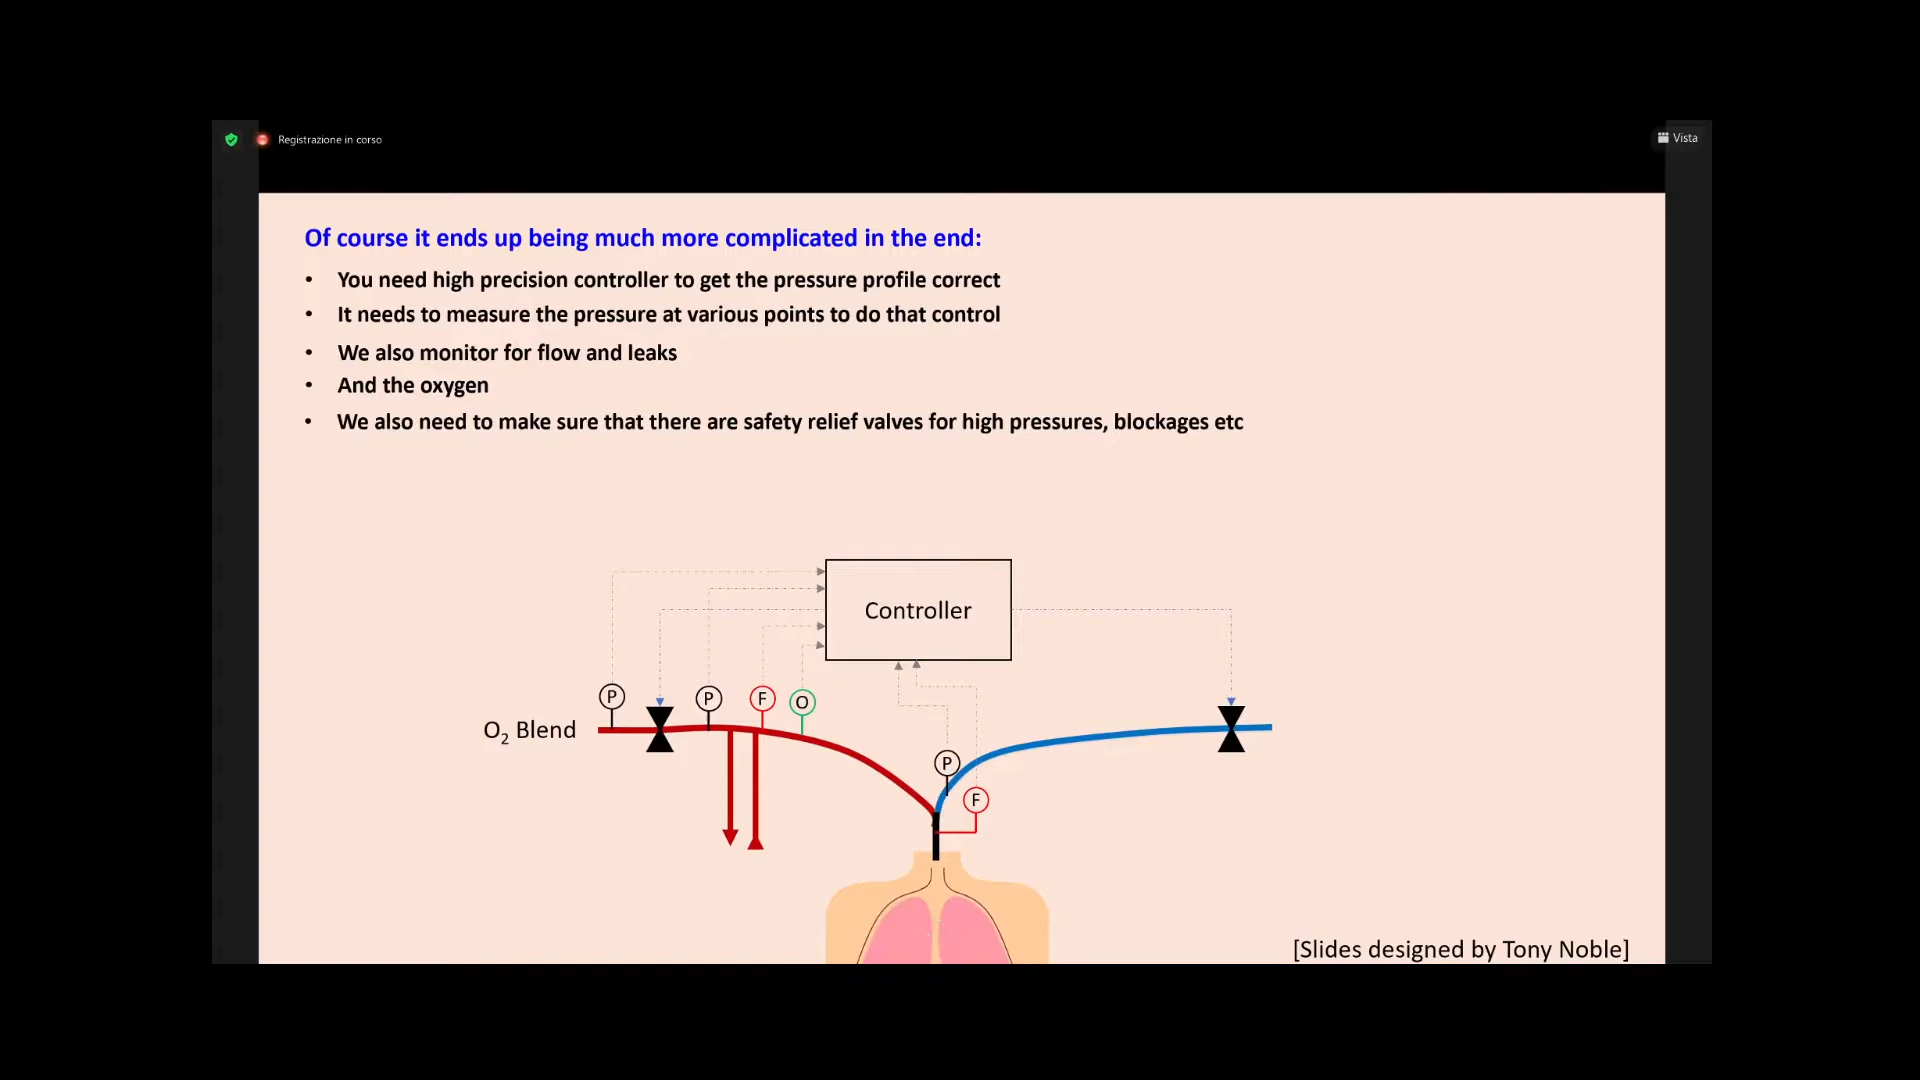 Registrazione in corso
Vista
Of course it ends up being much more complicated in the end:
• You need high precision controller to get the pressure profile correct
• It needs to measure the pressure at various points to do that control
• We also monitor for flow and leaks
• And the oxygen
• We also need to make sure that there are safety relief valves for high pressures, blockages etc
Controller
P
P
F
O
O₂ Blend
P
F
[Slides designed by Tony Noble]